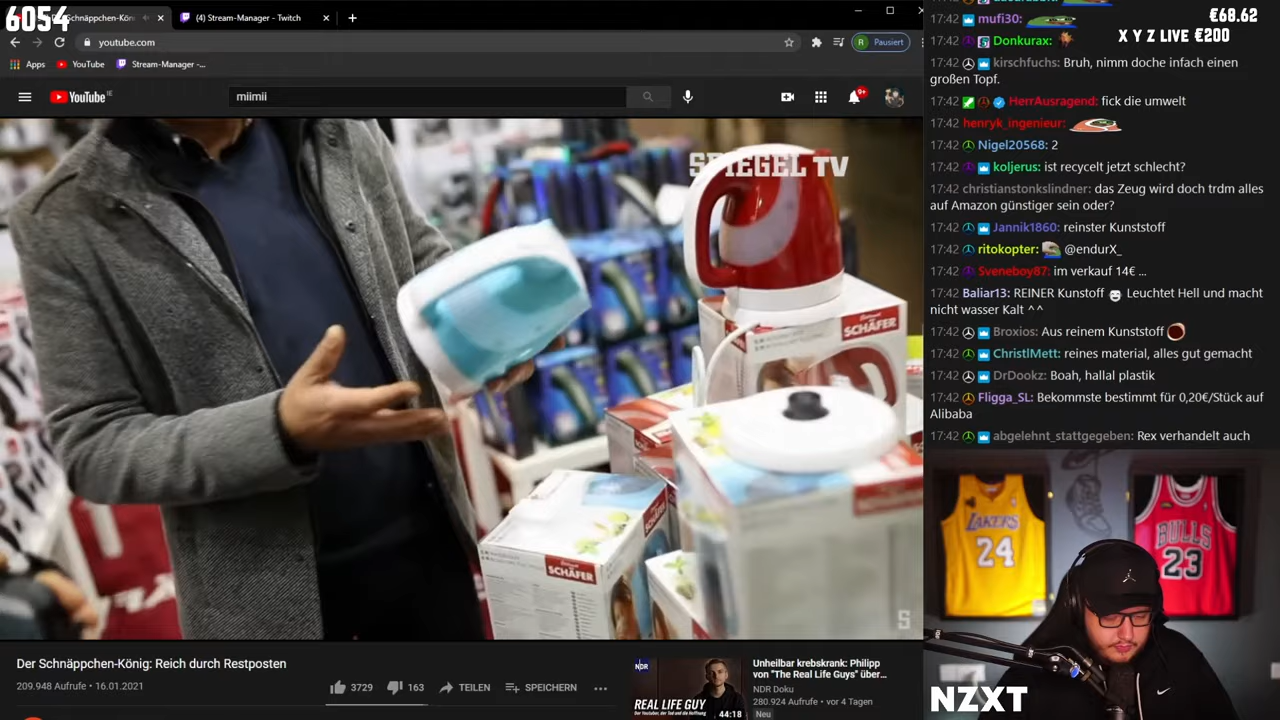 6054
Schnäppchen-Kön
(4) Stream-Manager - Twitch
youtube.com
R Pausiert
Apps
YouTube
Stream-Manager -...
YouTube IE
miimii
9+
SPIEGEL TV
SCHÄFER
SCHÄFER
S
Der Schnäppchen-König: Reich durch Restposten
209.948 Aufrufe • 16.01.2021
3729
163
TEILEN
SPEICHERN
NDR
REAL LIFE GUY
44:18
Unheilbar krebskrank: Philipp
von "The Real Life Guys" über...
NDR Doku
280.924 Aufrufe • vor 4 Tagen
Neu
€68.62
X Y Z LIVE €200
17:42 mufi30:
17:42 Donkurax:
17:42 kirschfuchs: Bruh, nimm doche infach einen
großen Topf.
17:42 HerrAusragend: fick die umwelt
henryk_ingenieur:
17:42 Nigel20568: 2
17:42 koljerus: ist recycelt jetzt schlecht?
17:42 christianstonkslindner: das Zeug wird doch trdm alles
auf Amazon günstiger sein oder?
17:42 Jannik1860: reinster Kunststoff
17:42 ritokopter: @endurX_
17:42 Sveneboy87: im verkauf 14€ ...
17:42 Baliar13: REINER Kunstoff Leuchtet Hell und macht
nicht wasser Kalt ^^
17:42 Broxios: Aus reinem Kunststoff
17:42 ChristlMett: reines material, alles gut gemacht
17:42 DrDookz: Boah, hallal plastik
17:42 Fligga_SL: Bekommste bestimmt für 0,20€/Stück auf
Alibaba
17:42 abgelehnt_stattgegeben: Rex verhandelt auch
LAKERS
24
BULLS
23
NZXT